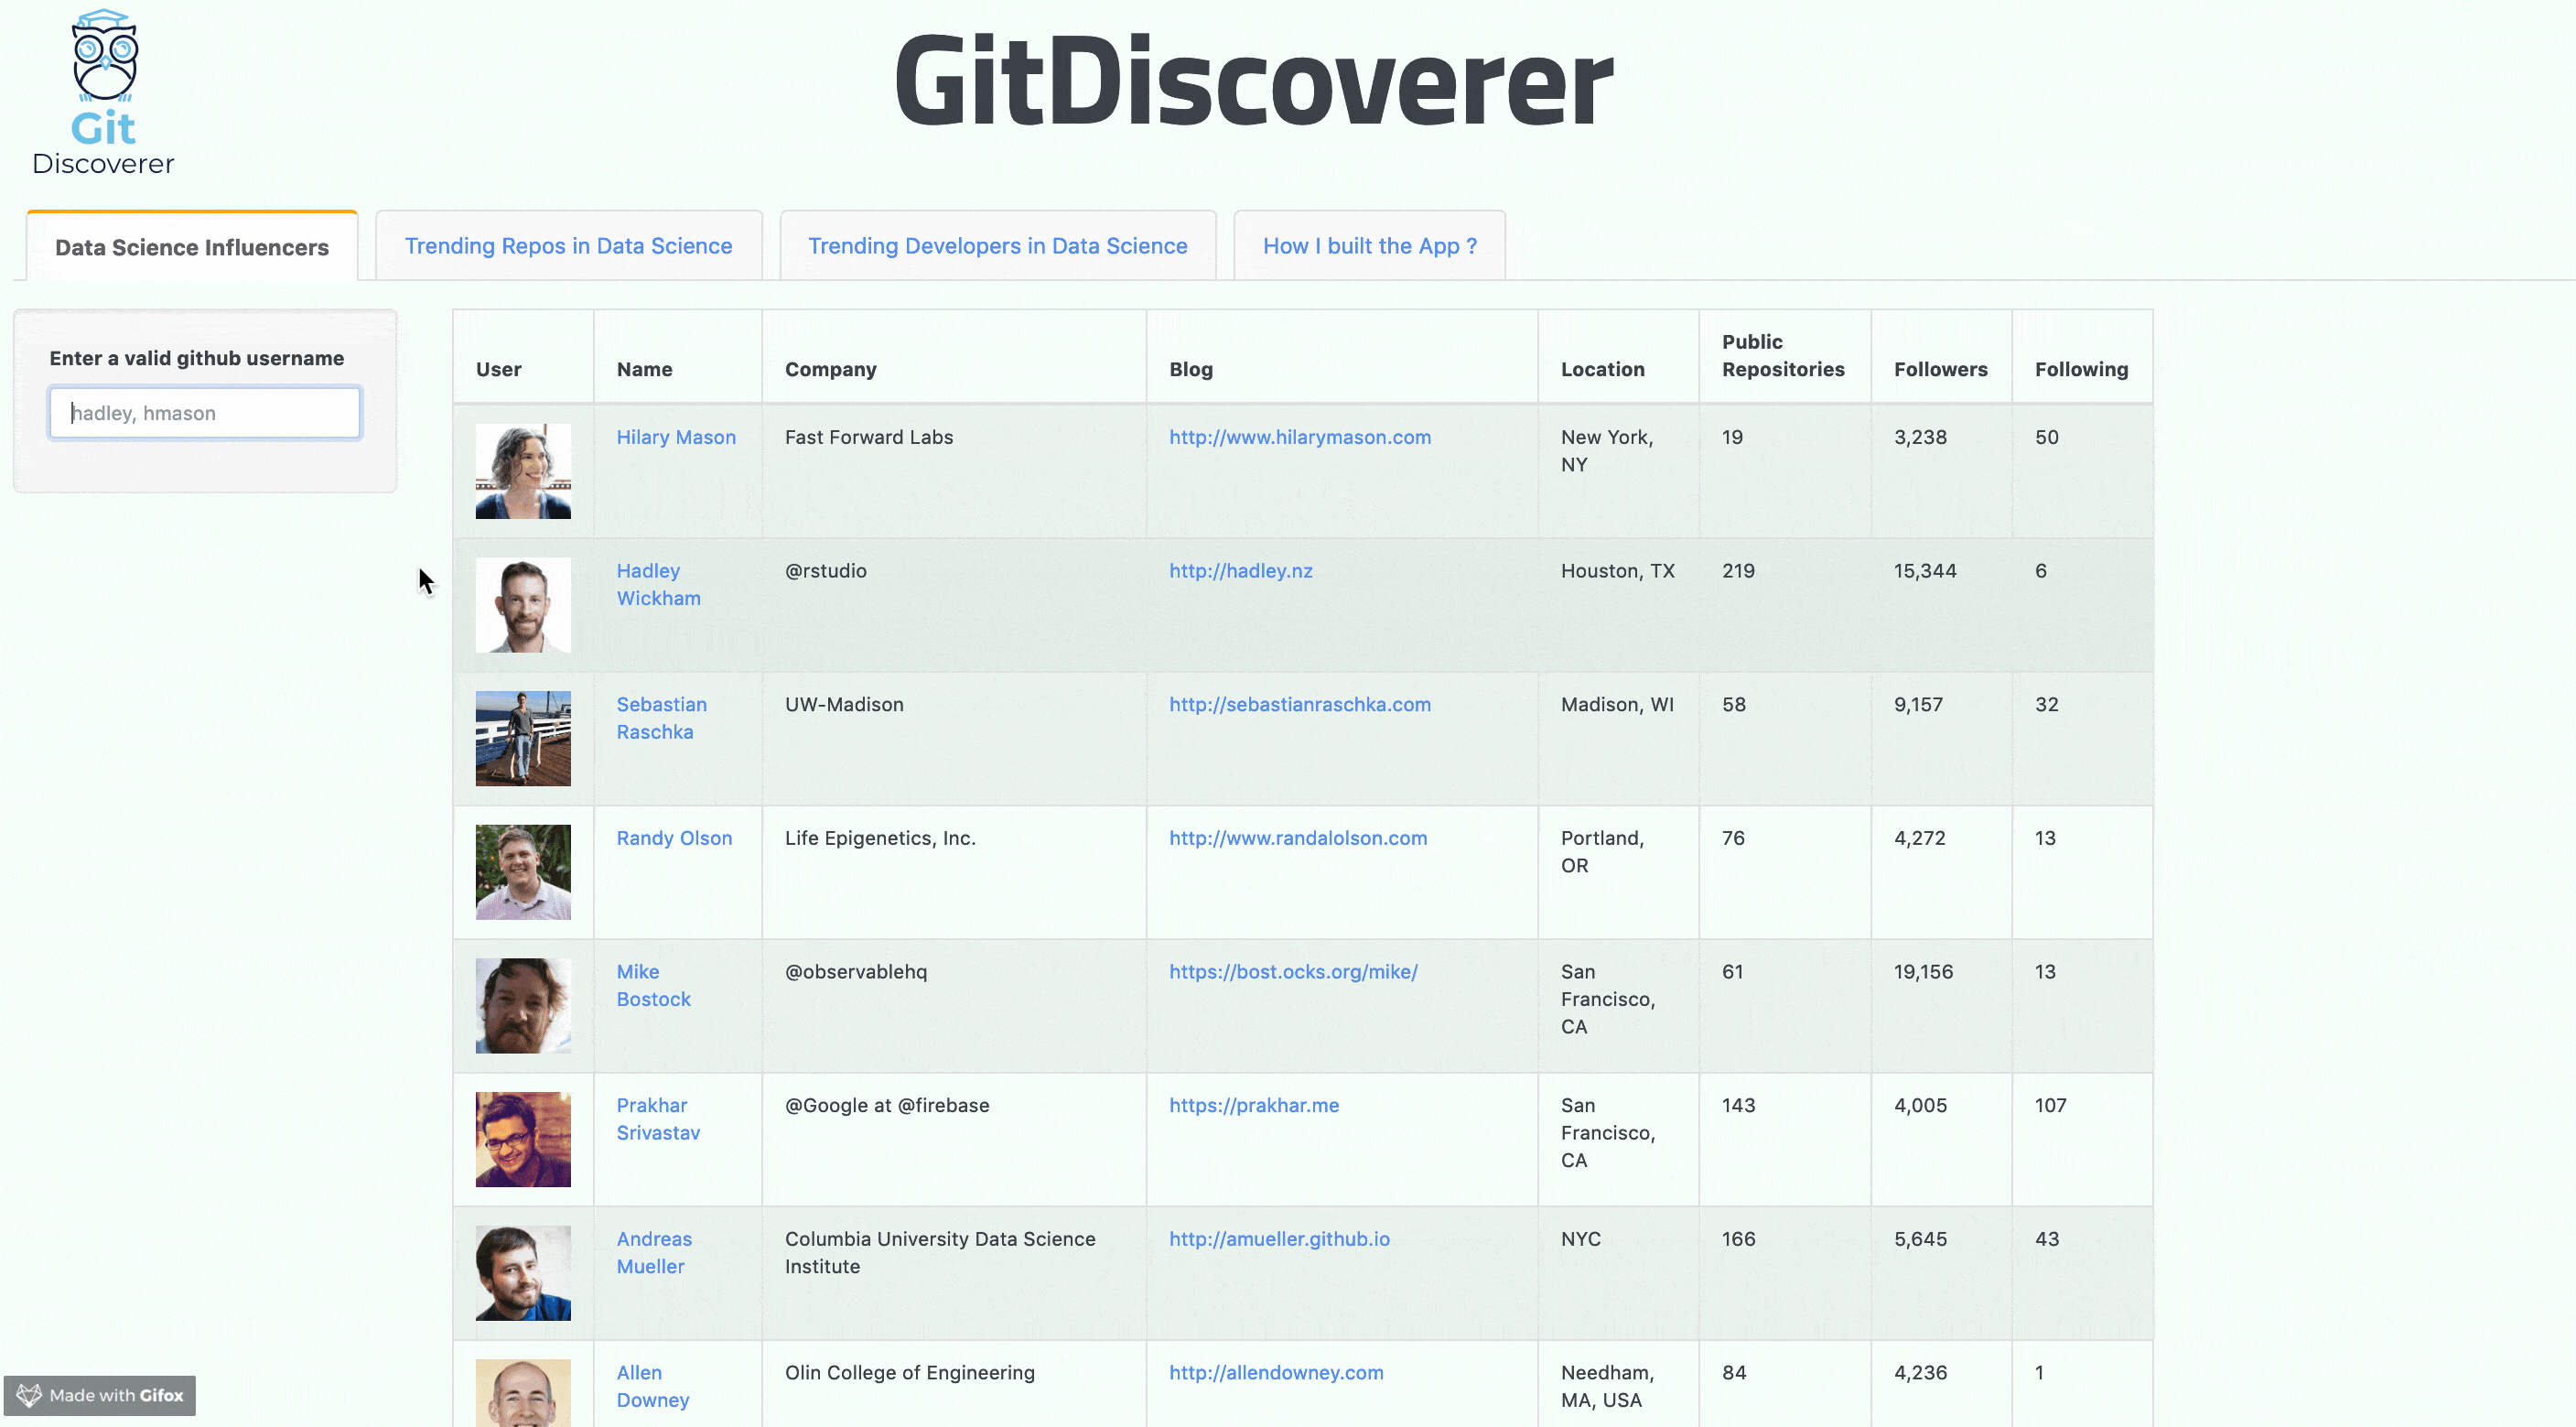 Git
Discoverer
GitDiscoverer
Data Science Influencers
Trending Repos in Data Science
Trending Developers in Data Science
How I built the App ?
Enter a valid github username
hadley, hmason
User
Name
Company
Blog
Location
Public
Repositories
Followers
Following
Hilary Mason
Fast Forward Labs
http://www.hilarymason.com
New York,
NY
19
3,238
50
Hadley
Wickham
@rstudio
http://hadley.nz
Houston, TX
219
15,344
6
Sebastian
Raschka
UW-Madison
http://sebastianraschka.com
Madison, WI
58
9,157
32
Randy Olson
Life Epigenetics, Inc.
http://www.randalolson.com
Portland,
OR
76
4,272
13
Mike
Bostock
@observablehq
https://bost.ocks.org/mike/
San
Francisco,
CA
61
19,156
13
Prakhar
Srivastav
@Google at @firebase
https://prakhar.me
San
Francisco,
CA
143
4,005
107
Andreas
Mueller
Columbia University Data Science
Institute
http://amueller.github.io
NYC
166
5,645
43
Allen
Downey
Olin College of Engineering
http://allendowney.com
Needham,
MA, USA
84
4,236
1
Made with Gifox